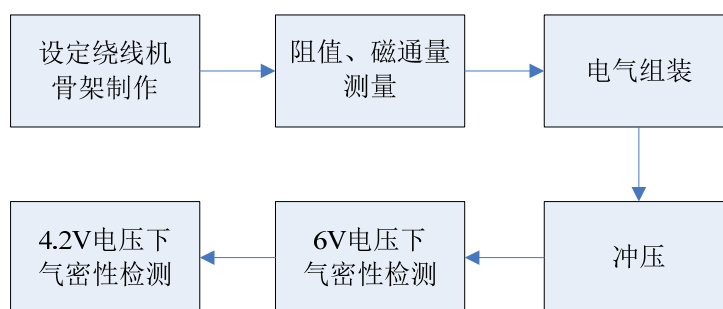 设定绕线机
骨架制作
阻值、磁通量
测量
电气组装
冲压
6V电压下
气密性检测
4.2V电压下
气密性检测